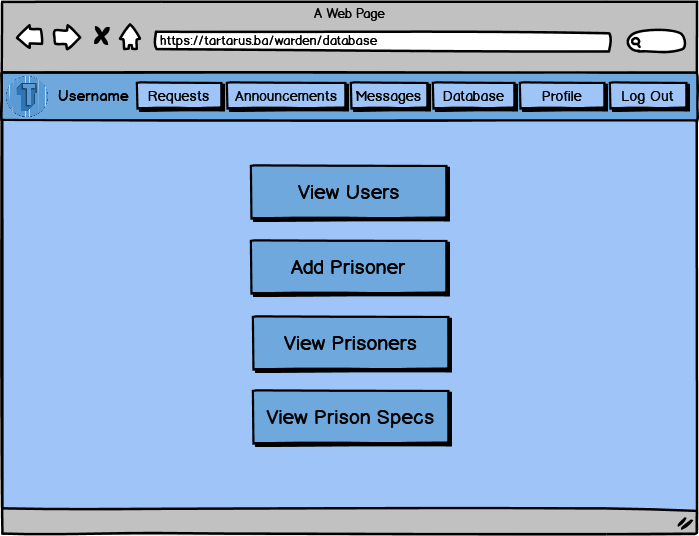 A Web Page
https://tartarus.ba/warden/database
T
Username Requests Announcements Messages Database Profile Log Out
View Users
Add Prisoner
View Prisoners
View Prison Specs